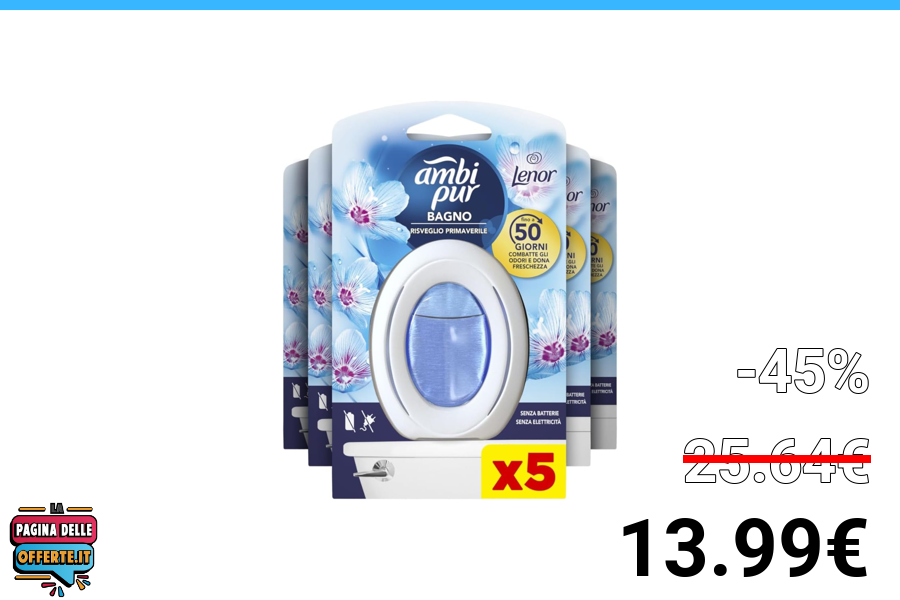 ambi
pur
BAGNO
RISVEGLIO PRIMAVERILE
Lenor
fino a
50
GIORNI
COMBATTE GLI
ODORI E DONA
FRESCHEZZA
SENZA BATTERIE
SENZA ELETTRICITÀ
x5
-45%
25.64€
13.99€
LA
PAGINA DELLE
OFFERTE.IT